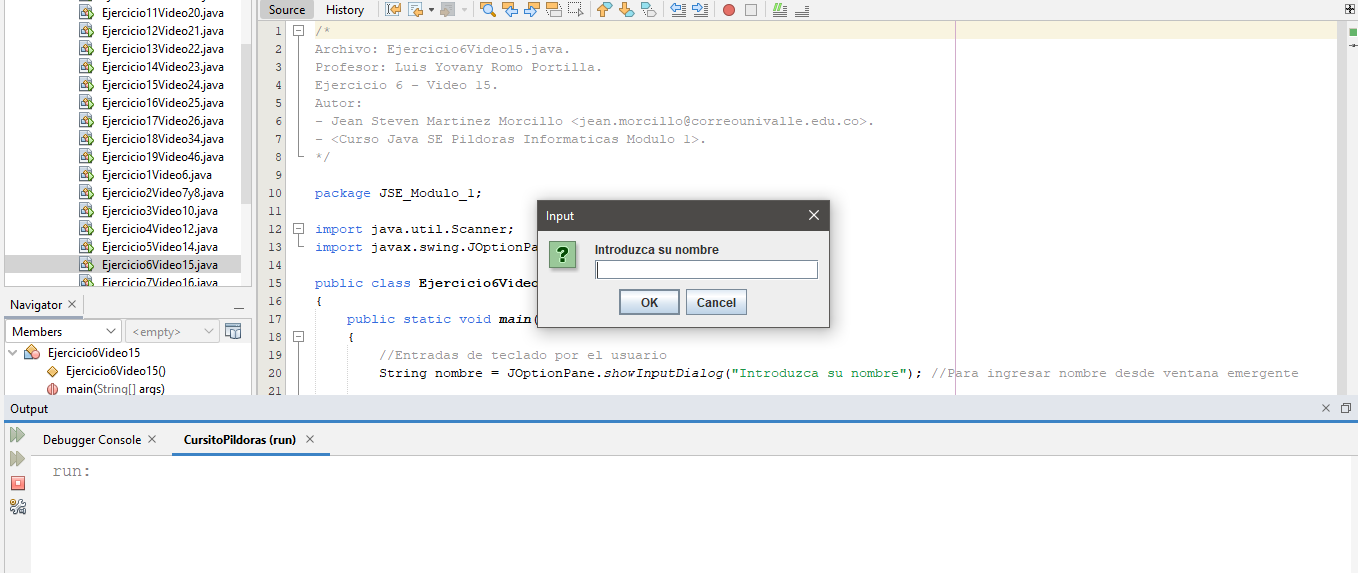 Ejercicio11Video20.java
Ejercicio12Video21.java
Ejercicio13Video22.java
Ejercicio14Video23.java
Ejercicio15Video24.java
Ejercicio16Video25.java
Ejercicio17Video26.java
Ejercicio18Video34.java
Ejercicio19Video46.java
Ejercicio1Video6.java
Ejercicio2Video7y8.java
Ejercicio3Video10.java
Ejercicio4Video12.java
Ejercicio5Video14.java
Ejercicio6Video15.java
Ejercicio7Video16.java
Navigator
Members
<empty>
Ejercicio6Video15
Ejercicio6Video15()
main(String[] args)
Source History
1 /*
2 Archivo: Ejercicio6Video15.java.
3 Profesor: Luis Yovany Romo Portilla.
4 Ejercicio 6 - Video 15.
5 Autor:
6 - Jean Steven Martinez Morcillo <jean.morcillo@correounivalle.edu.co>.
7 - <Curso Java SE Pildoras Informaticas Modulo 1>.
8 */
9
10 package JSE_Modulo_1;
11
12 import java.util.Scanner;
13 import javax.swing.JOptionPa
14
15 public class Ejercicio6Video
16 {
17 public static void main(
18 {
19 //Entradas de teclado por el usuario
20 String nombre = JOptionPane.showInputDialog("Introduzca su nombre"); //Para ingresar nombre desde ventana emergente
21
Input
?
Introduzca su nombre
OK Cancel
Output
Debugger Console CursitoPildoras (run)
run: